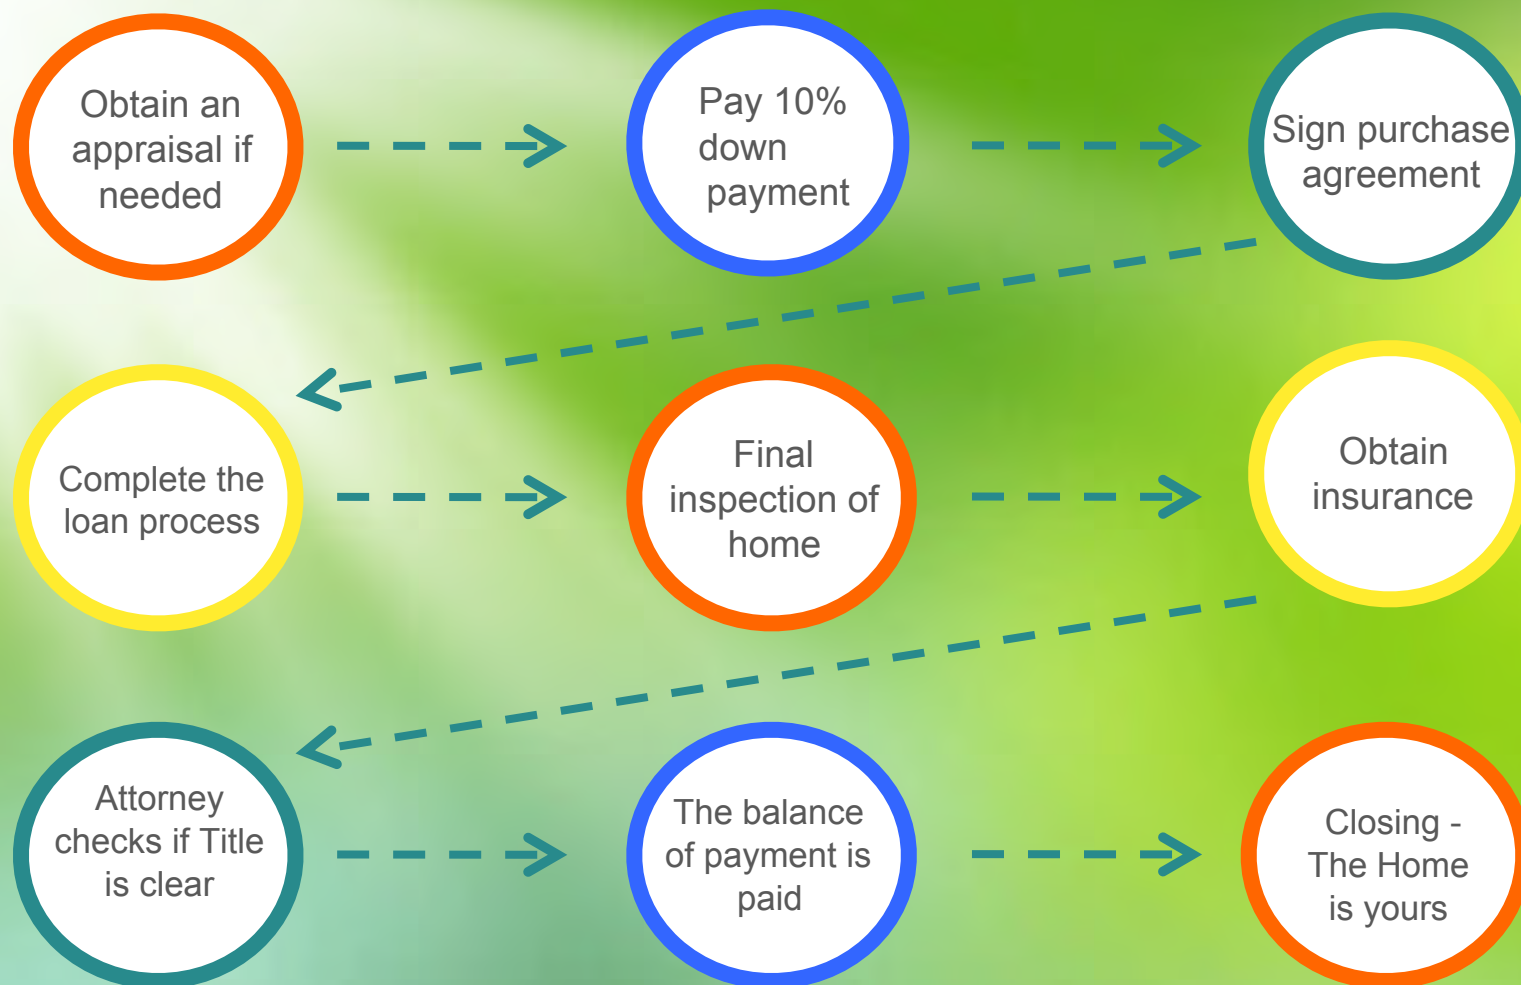 Obtain an
appraisal if
needed
Pay 10%
down
payment
Sign purchase
agreement
Complete the
loan process
Final
inspection of
home
Obtain
insurance
Attorney
checks if Title
is clear
The balance
of payment is
paid
Closing -
The Home
is yours